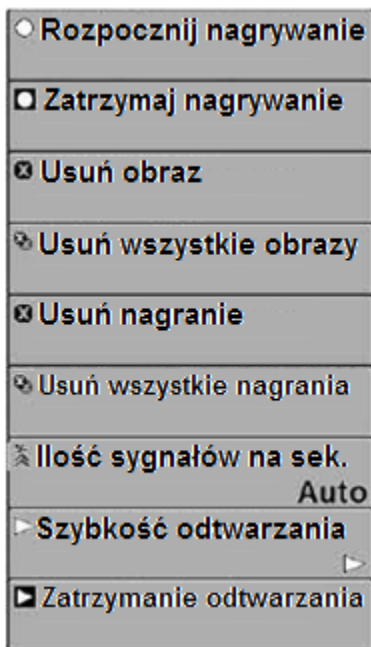 Rozpocznij nagrywanie
Zatrzymaj nagrywanie
Usuń obraz
Usuń wszystkie obrazy
Usuń nagranie
Usuń wszystkie nagrania
Ilość sygnałów na sek.
Auto
Szybkość odtwarzania
Zatrzymanie odtwarzania